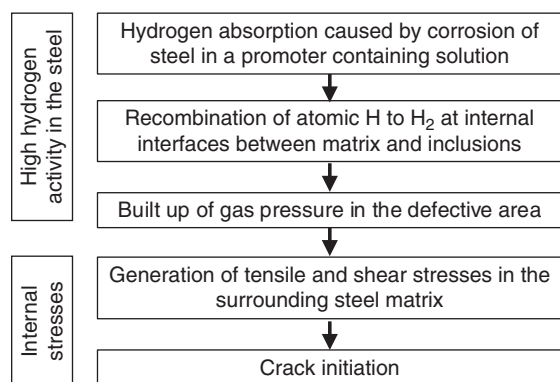 High hydrogen
activity in the steel
Hydrogen absorption caused by corrosion of
steel in a promoter containing solution
Recombination of atomic H to H₂ at internal
interfaces between matrix and inclusions
Built up of gas pressure in the defective area
Internal
stresses
Generation of tensile and shear stresses in the
surrounding steel matrix
Crack initiation